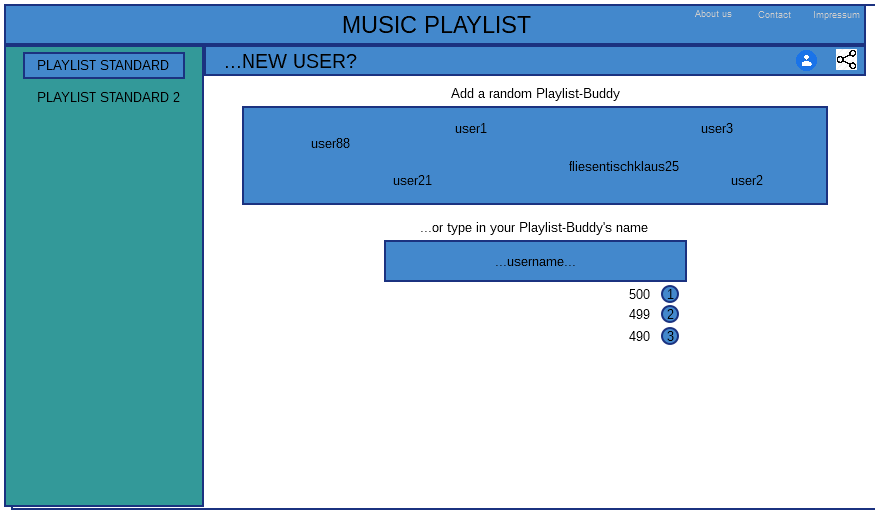 MUSIC PLAYLIST
About us
Contact
Impressum
PLAYLIST STANDARD
PLAYLIST STANDARD 2
...NEW USER?
Add a random Playlist-Buddy
user1
user3
user88
fliesentischklaus25
user21
user2
...or type in your Playlist-Buddy's name
...username...
500 1
499 2
490 3